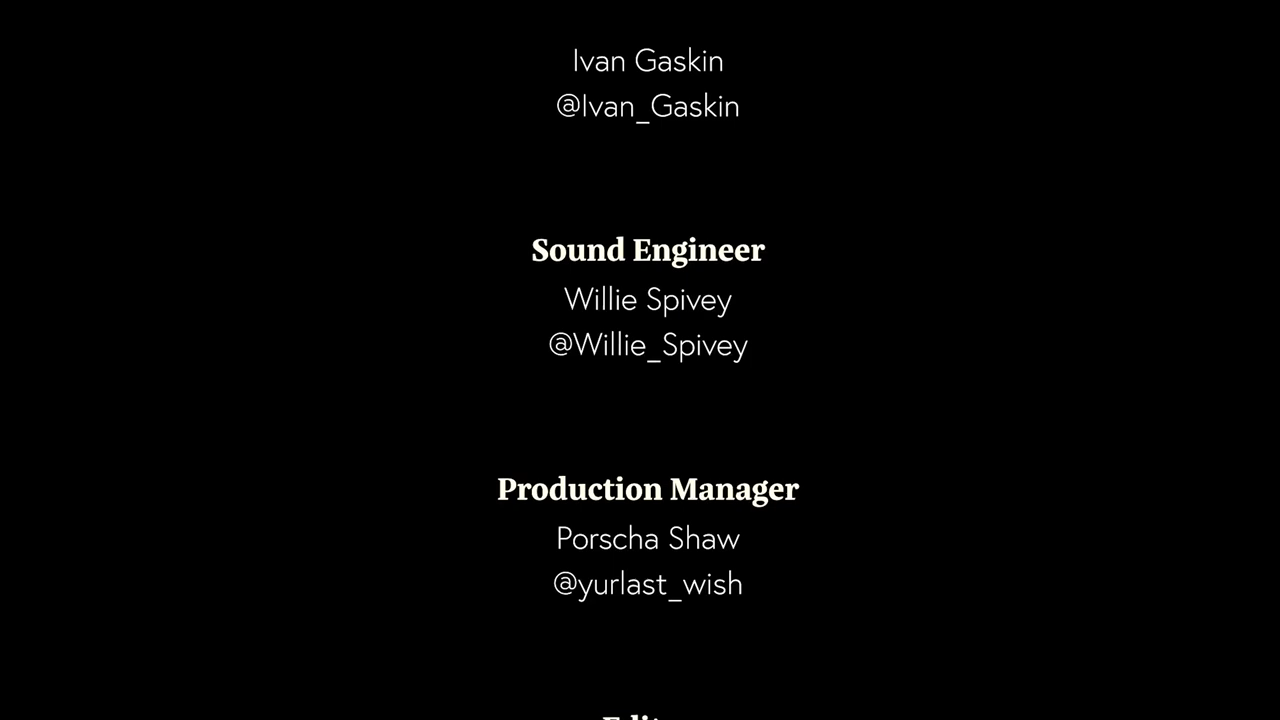 Ivan Gaskin
@Ivan_Gaskin
Sound Engineer
Willie Spivey
@Willie_Spivey
Production Manager
Porscha Shaw
@yurlast_wish